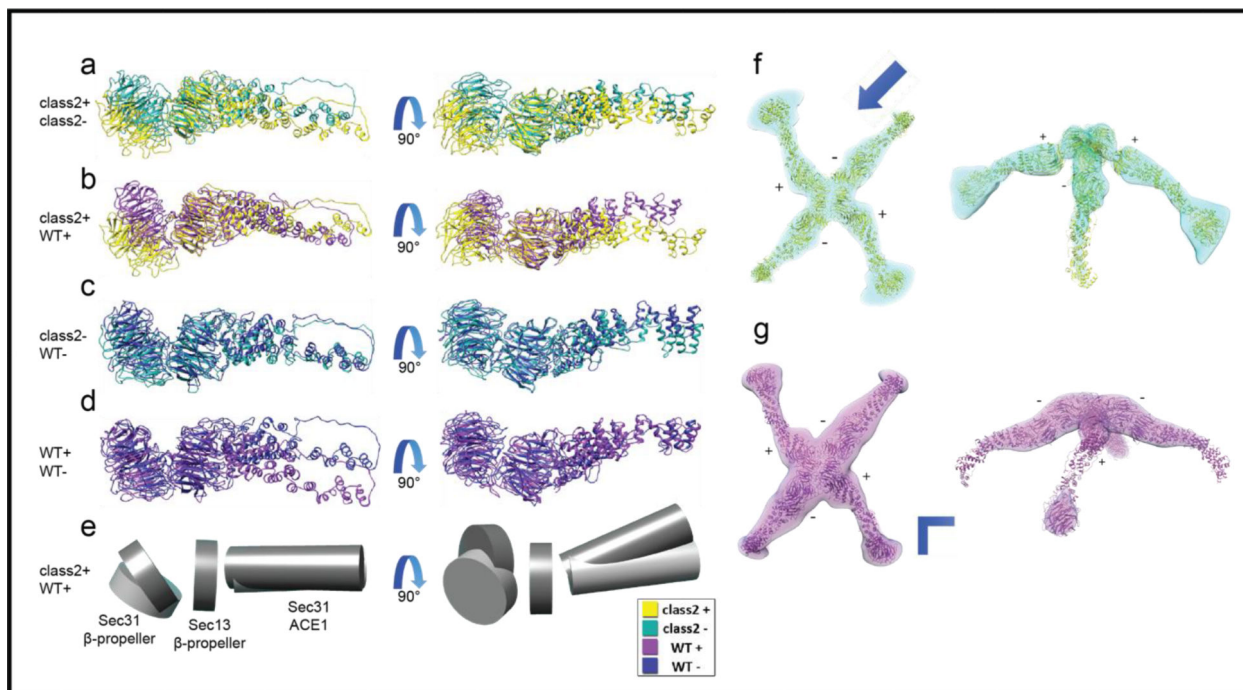 a
class2+
class2-
90°
b
class2+
WT+
90°
c
class2-
WT-
90°
d
WT+
WT-
90°
e
class2+
WT+
Sec31
β-propeller
Sec13
β-propeller
Sec31
ACE1
90°
class2 +
class2 -
WT +
WT -
f
-
+
+
-
+
+
-
g
-
+
+
-
-
-
+